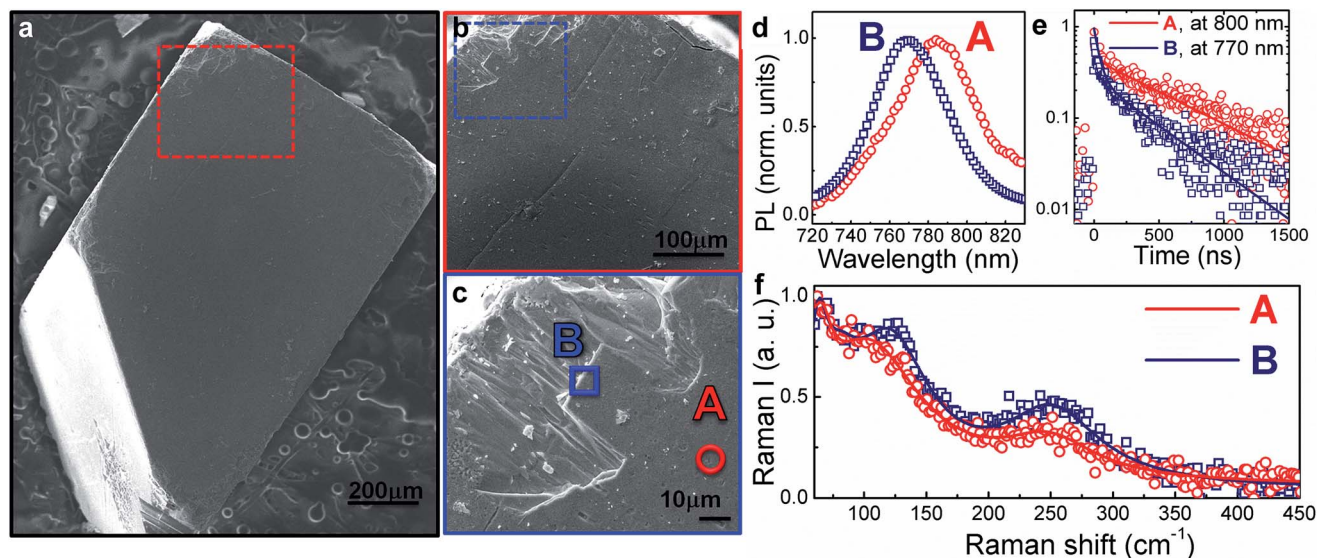 a
200μm
b
100μm
c
B
A
10μm
d
B
A
PL (norm. units)
1.0
0.5
0.0
720 740 760 780 800 820
Wavelength (nm)
e
A, at 800 nm
B, at 770 nm
1
0.1
0.01
0 500 1000 1500
Time (ns)
f
A
B
Raman I (a. u.)
1.0
0.5
0.0
100 150 200 250 300 350 400 450
Raman shift (cm⁻¹)